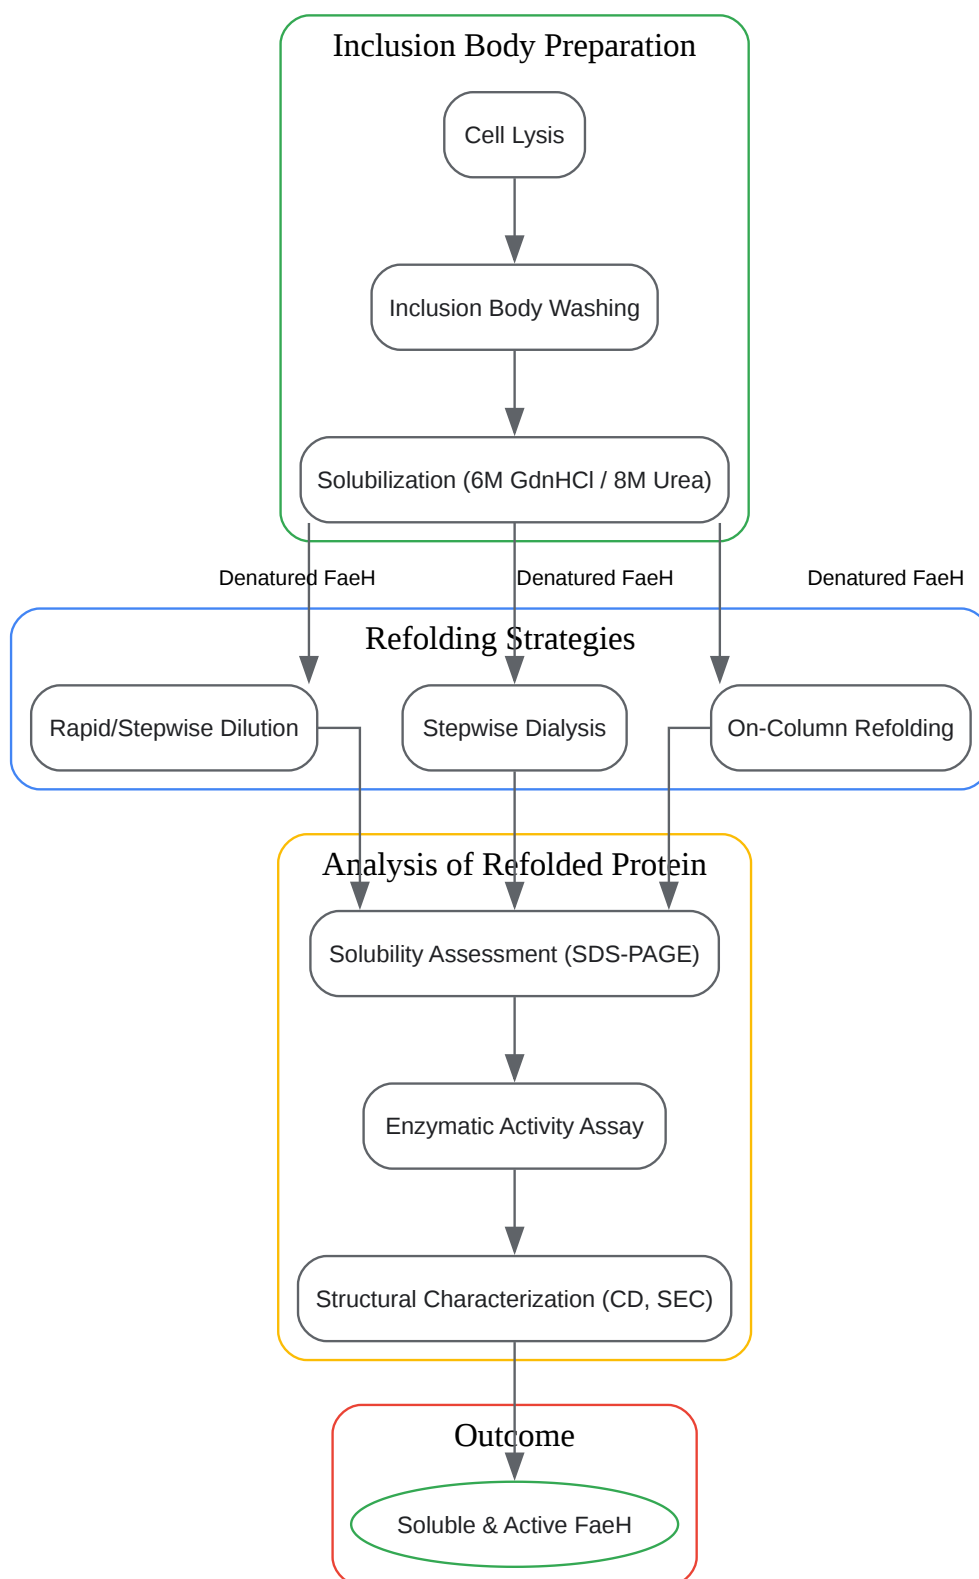 Inclusion Body Preparation
Cell Lysis
Inclusion Body Washing
Solubilization (6M GdnHCl / 8M Urea)
Denatured FaeH
Denatured FaeH
Denatured FaeH
Refolding Strategies
Rapid/Stepwise Dilution
Stepwise Dialysis
On-Column Refolding
Analysis of Refolded Protein
Solubility Assessment (SDS-PAGE)
Enzymatic Activity Assay
Structural Characterization (CD, SEC)
Outcome
Soluble & Active FaeH